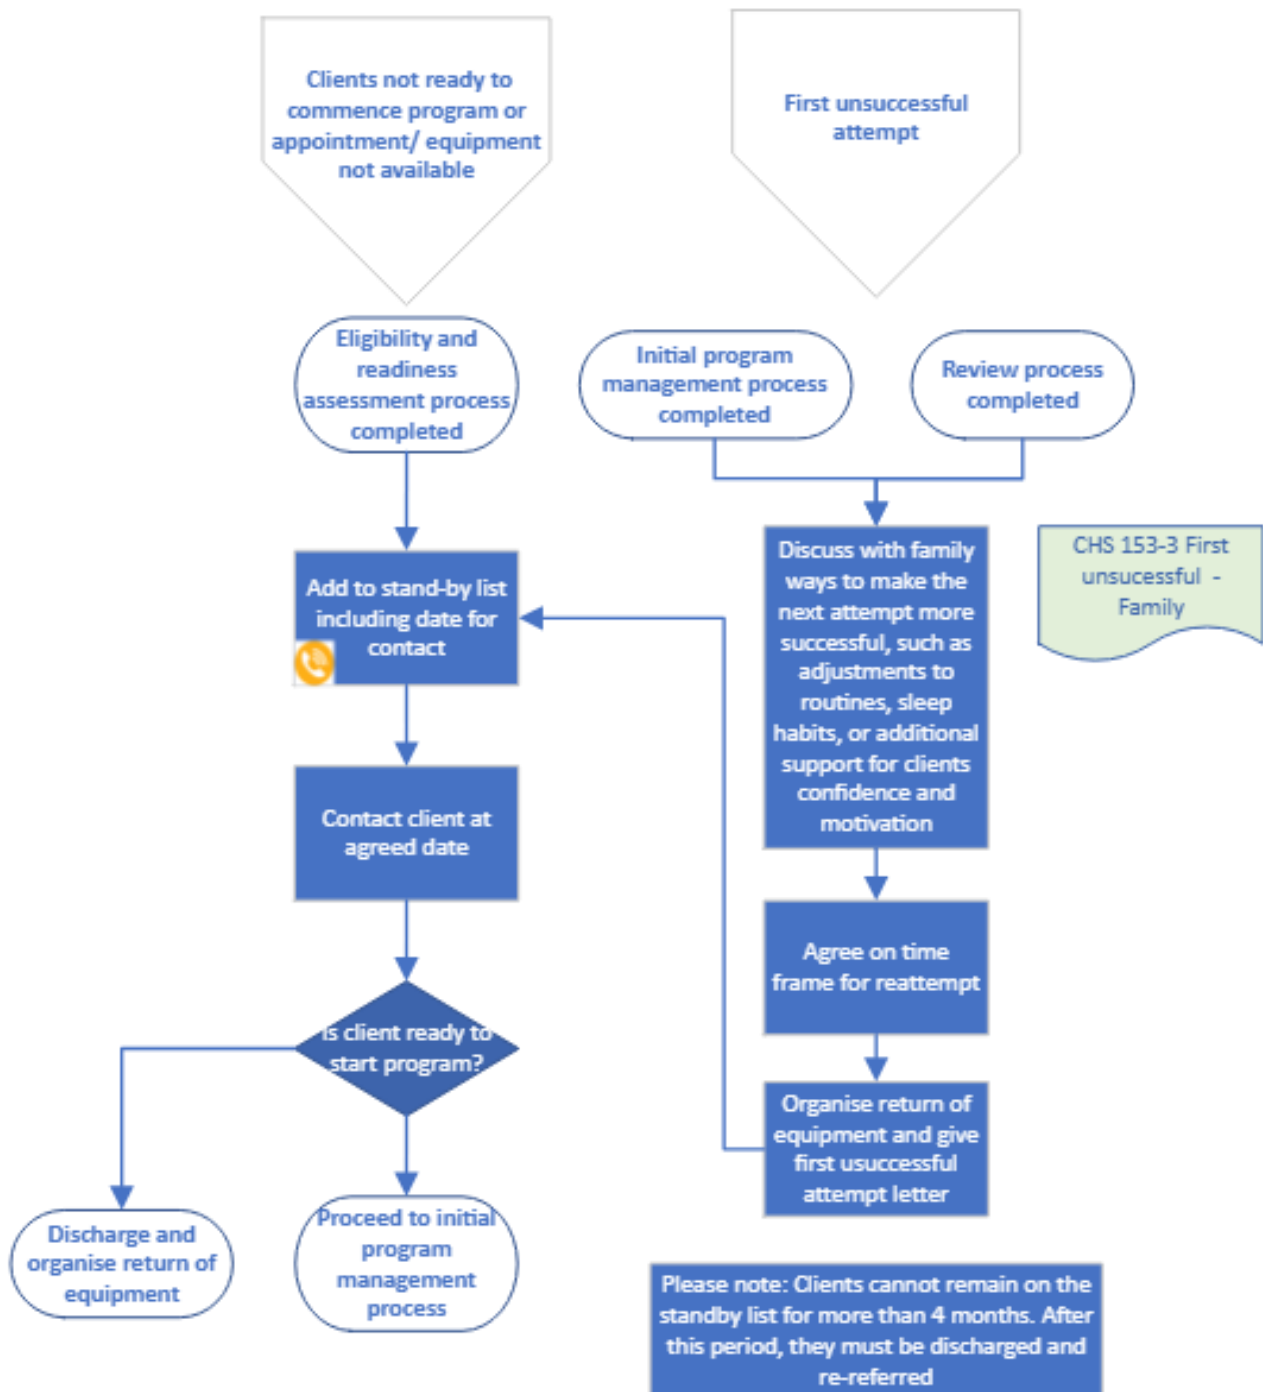 Clients not ready to
commence program or
appointment/ equipment
not available
First unsuccessful
attempt
Eligibility and
readiness
assessment process
completed
Initial program
management process
completed
Review process
completed
Add to stand-by list
including date for
contact
Discuss with family
ways to make the
next attempt more
successful, such as
adjustments to
routines, sleep
habits, or additional
support for clients
confidence and
motivation
CHS 153-3 First
unsucessful -
Family
Contact client at
agreed date
Agree on time
frame for reattempt
Is client ready to
start program?
Organise return of
equipment and give
first usuccessful
attempt letter
Discharge and
organise return of
equipment
Proceed to initial
program
management
process
Please note: Clients cannot remain on the
standby list for more than 4 months. After
this period, they must be discharged and
re-referred